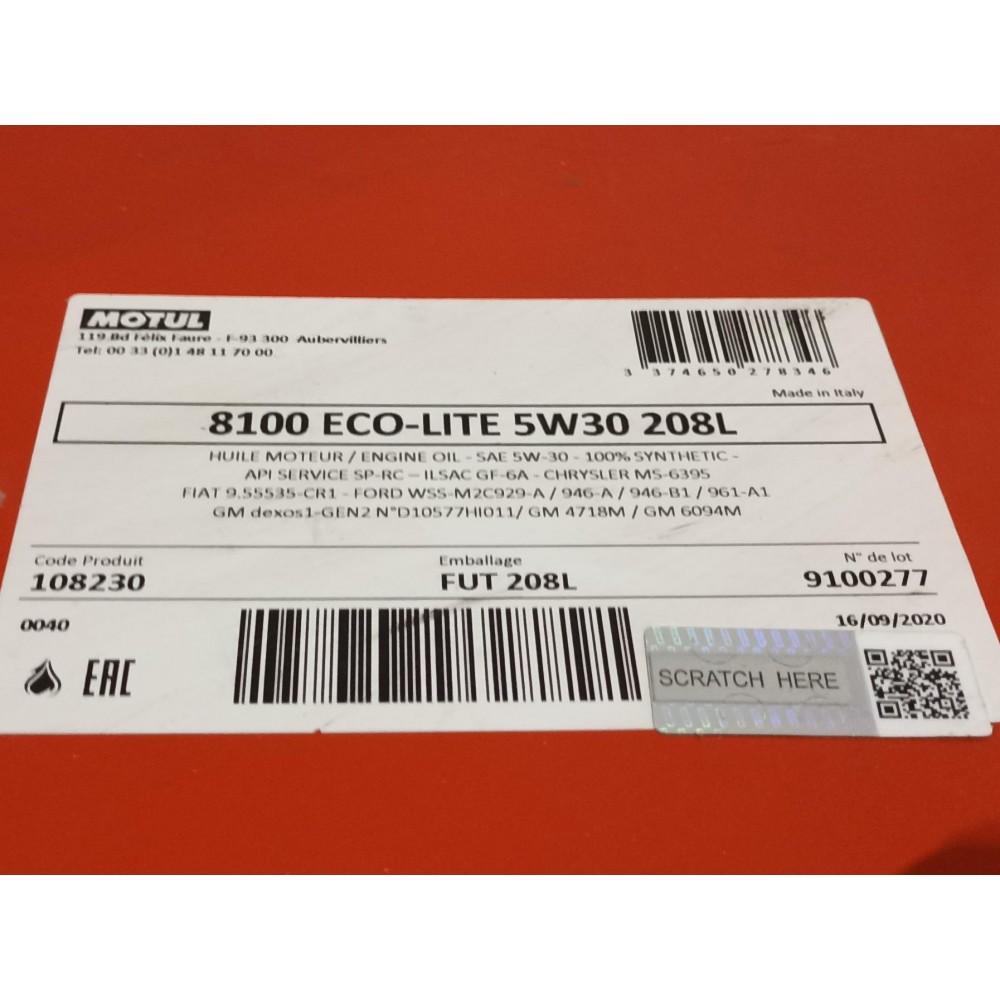 MOTUL
119 Bd Félix Faure - F-93 300 Aubervilliers
Tel: 00 33 (0)1 48 11 70 00
3 374650 278346
Made in Italy
8100 ECO-LITE 5W30 208L
HUILE MOTEUR / ENGINE OIL - SAE 5W-30 - 100% SYNTHETIC -
API SERVICE SP-RC – ILSAC GF-6A - CHRYSLER MS-6395
FIAT 9.55535-CR1 - FORD WSS-M2C929-A / 946-A / 946-B1 / 961-A1
GM dexos1-GEN2 N°D10577HI011/ GM 4718M / GM 6094M
Code Produit
108230
Emballage
FUT 208L
N° de lot
9100277
0040
16/09/2020
EAC
SCRATCH HERE